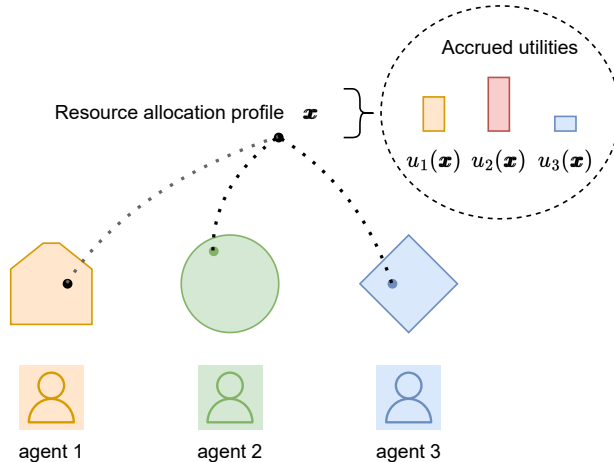 Accrued utilities
Resource allocation profile 𝒙
u₁(𝒙) u₂(𝒙) u₃(𝒙)
agent 1 agent 2 agent 3